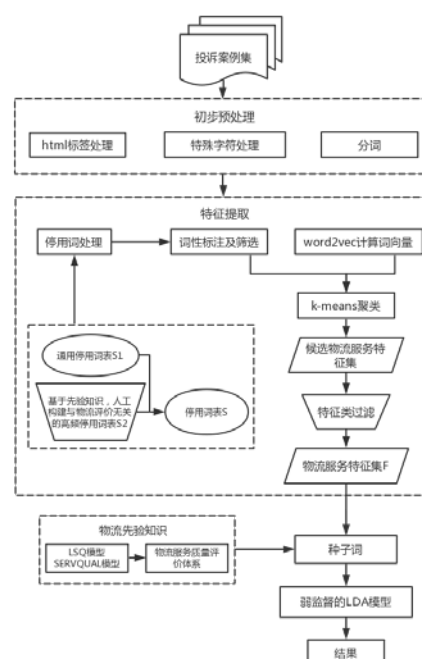 投诉案例集
初步预处理
html标签处理
特殊字符处理
分词
特征提取
停用词处理
词性标注及筛选
word2vec计算词向量
k-means聚类
候选物流服务特
征集
通用停用词表S1
基于先验知识，人工
构建与物流评价无关
的高频停用词表S2
停用词表S
特征类过滤
物流服务特征集F
物流先验知识
LSQ模型
SERVQUAL模型
物流服务质量评
价体系
种子词
弱监督的LDA模型
结果